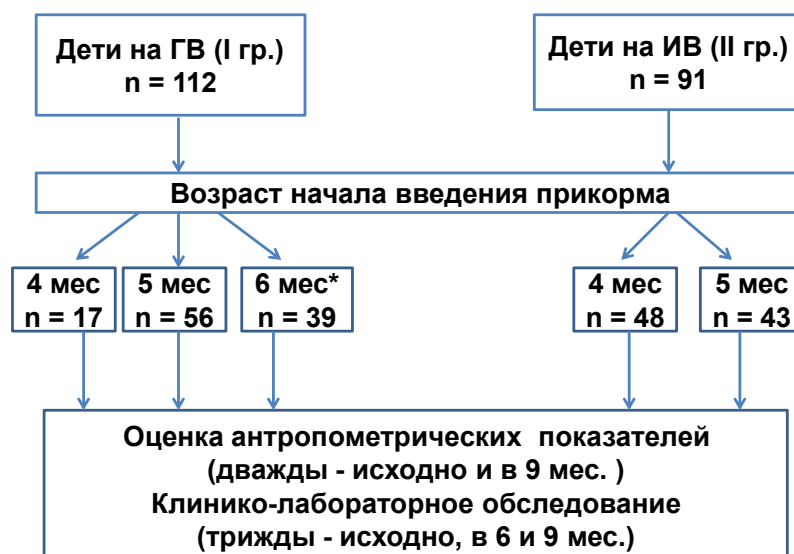 Дети на ГВ (I гр.)
n = 112
Дети на ИВ (II гр.)
n = 91
Возраст начала введения прикорма
4 мес
n = 17
5 мес
n = 56
6 мес*
n = 39
4 мес
n = 48
5 мес
n = 43
Оценка антропометрических показателей
(дважды - исходно и в 9 мес. )
Клинико-лабораторное обследование
(трижды - исходно, в 6 и 9 мес.)